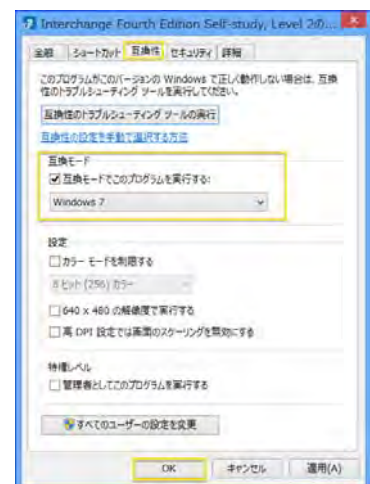 Interchange Fourth Edition Self-study, Level 2の...
全般 ショートカット 互換性 セキュリティ 詳細
このプログラムがこのバージョンの Windows で正しく動作しない場合は、互換
性のトラブルシューティング ツールを実行してください。
互換性のトラブルシューティング ツールの実行
互換性の設定を手動で選択する方法
互換モード
互換モードでこのプログラムを実行する:
Windows 7
設定
カラー モードを制限する
8 ビット (256) カラー
640 x 480 の解像度で実行する
高 DPI 設定では画面のスケーリングを無効にする
特権レベル
管理者としてこのプログラムを実行する
すべてのユーザーの設定を変更
OK キャンセル 適用(A)